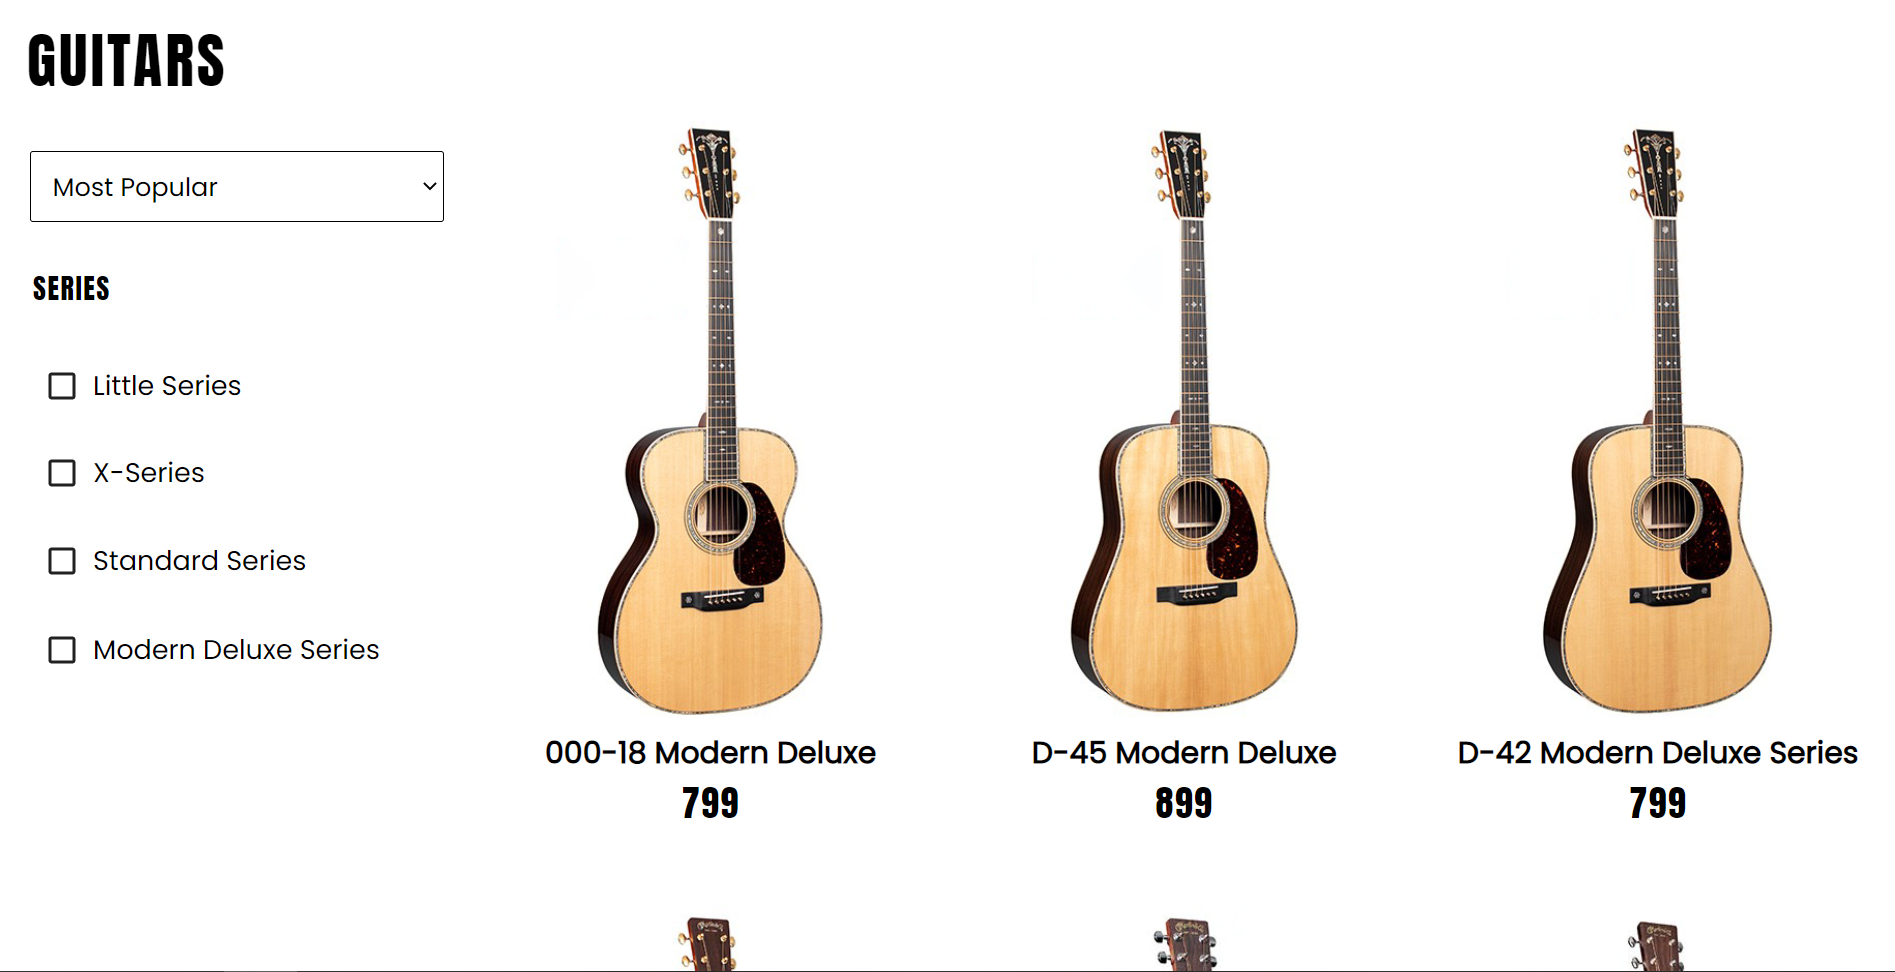 GUITARS
Most Popular
SERIES
Little Series
X-Series
Standard Series
Modern Deluxe Series
000-18 Modern Deluxe
799
D-45 Modern Deluxe
899
D-42 Modern Deluxe Series
799